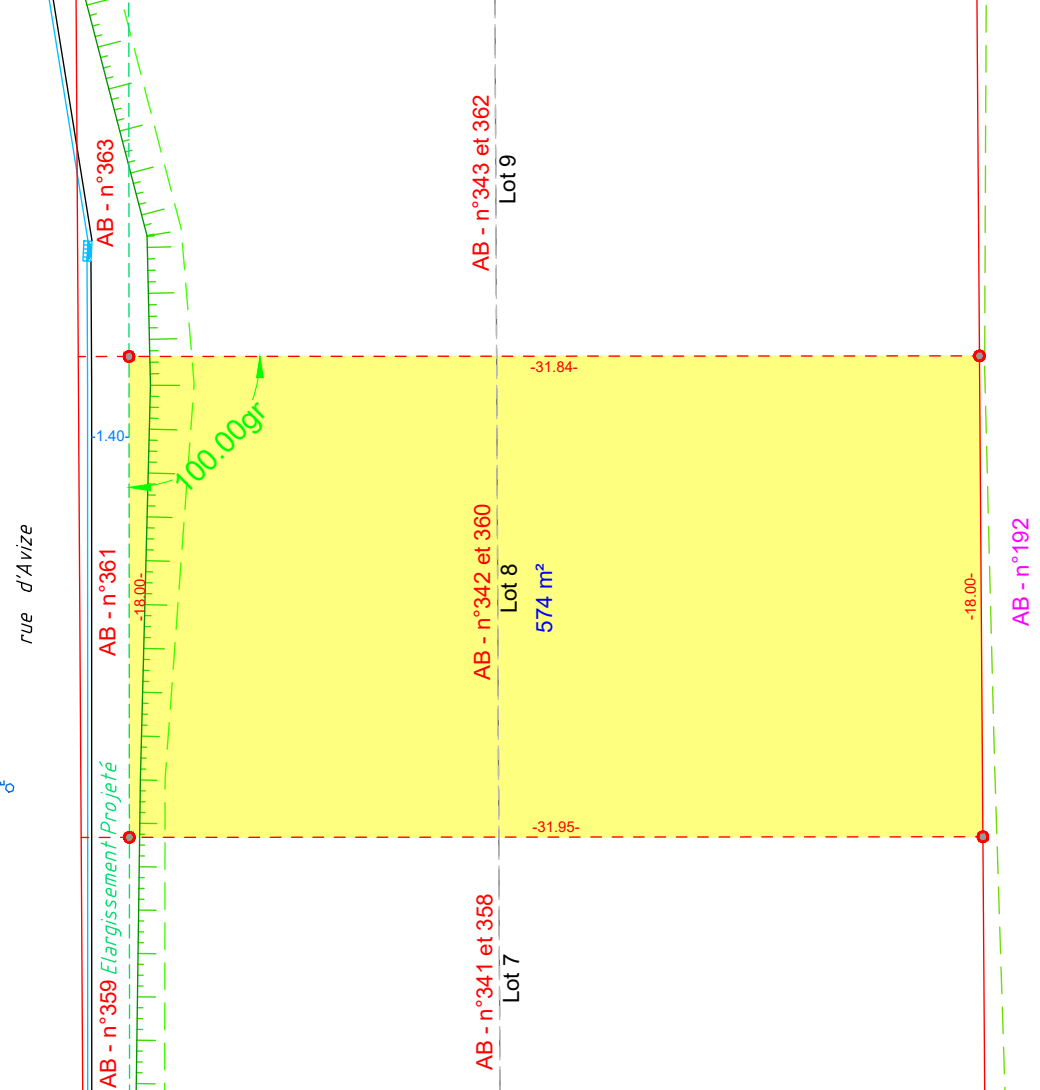 AB - n°363
AB - n°343 et 362
Lot 9
-31.84-
-1.40-
100.00gr
rue d'Avize
AB - n°361
-18.00-
AB - n°342 et 360
Lot 8
574 m²
-18.00-
AB - n°192
Elargissement Projeté
-31.95-
AB - n°359
AB - n°341 et 358
Lot 7